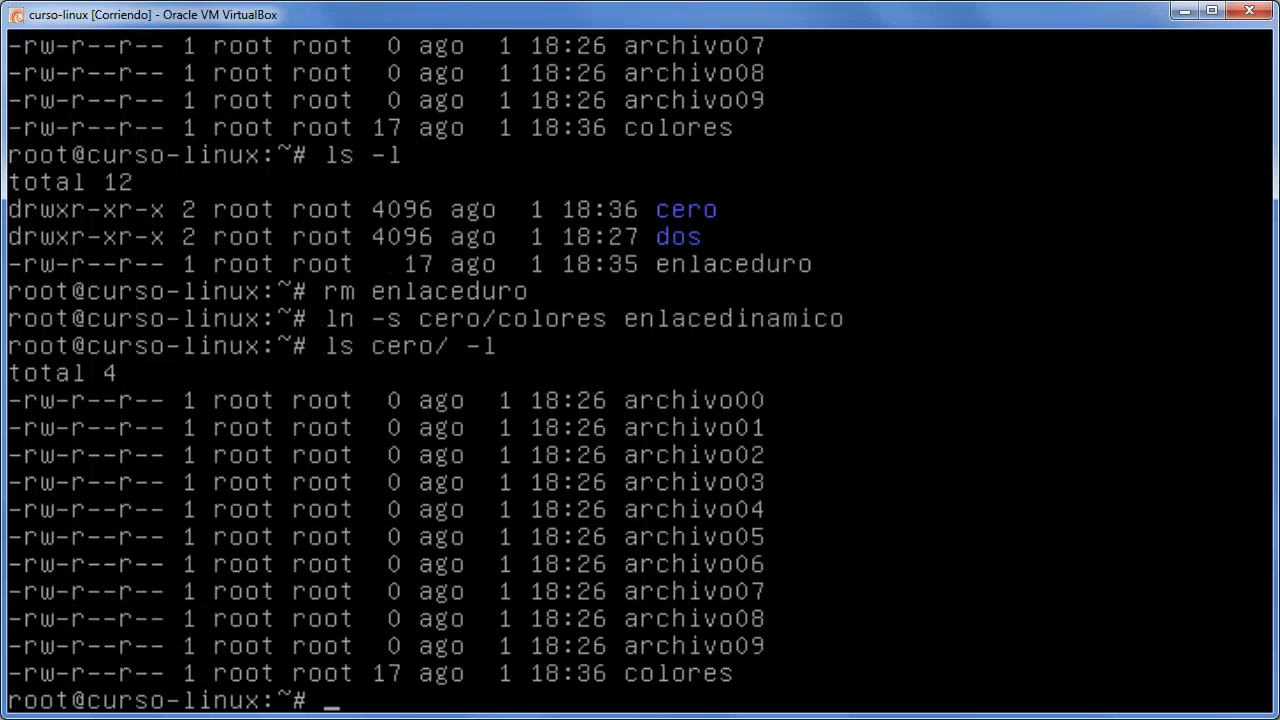 curso-linux [Corriendo] - Oracle VM VirtualBox
-rw-r--r-- 1 root root  0 ago  1 18:26 archivo07
-rw-r--r-- 1 root root  0 ago  1 18:26 archivo08
-rw-r--r-- 1 root root  0 ago  1 18:26 archivo09
-rw-r--r-- 1 root root 17 ago  1 18:36 colores
root@curso-linux:~# ls -l
total 12
drwxr-xr-x 2 root root 4096 ago  1 18:36 cero
drwxr-xr-x 2 root root 4096 ago  1 18:27 dos
-rw-r--r-- 1 root root   17 ago  1 18:35 enlaceduro
root@curso-linux:~# rm enlaceduro
root@curso-linux:~# ln -s cero/colores enlacedinamico
root@curso-linux:~# ls cero/ -l
total 4
-rw-r--r-- 1 root root  0 ago  1 18:26 archivo00
-rw-r--r-- 1 root root  0 ago  1 18:26 archivo01
-rw-r--r-- 1 root root  0 ago  1 18:26 archivo02
-rw-r--r-- 1 root root  0 ago  1 18:26 archivo03
-rw-r--r-- 1 root root  0 ago  1 18:26 archivo04
-rw-r--r-- 1 root root  0 ago  1 18:26 archivo05
-rw-r--r-- 1 root root  0 ago  1 18:26 archivo06
-rw-r--r-- 1 root root  0 ago  1 18:26 archivo07
-rw-r--r-- 1 root root  0 ago  1 18:26 archivo08
-rw-r--r-- 1 root root  0 ago  1 18:26 archivo09
-rw-r--r-- 1 root root 17 ago  1 18:36 colores
root@curso-linux:~# _